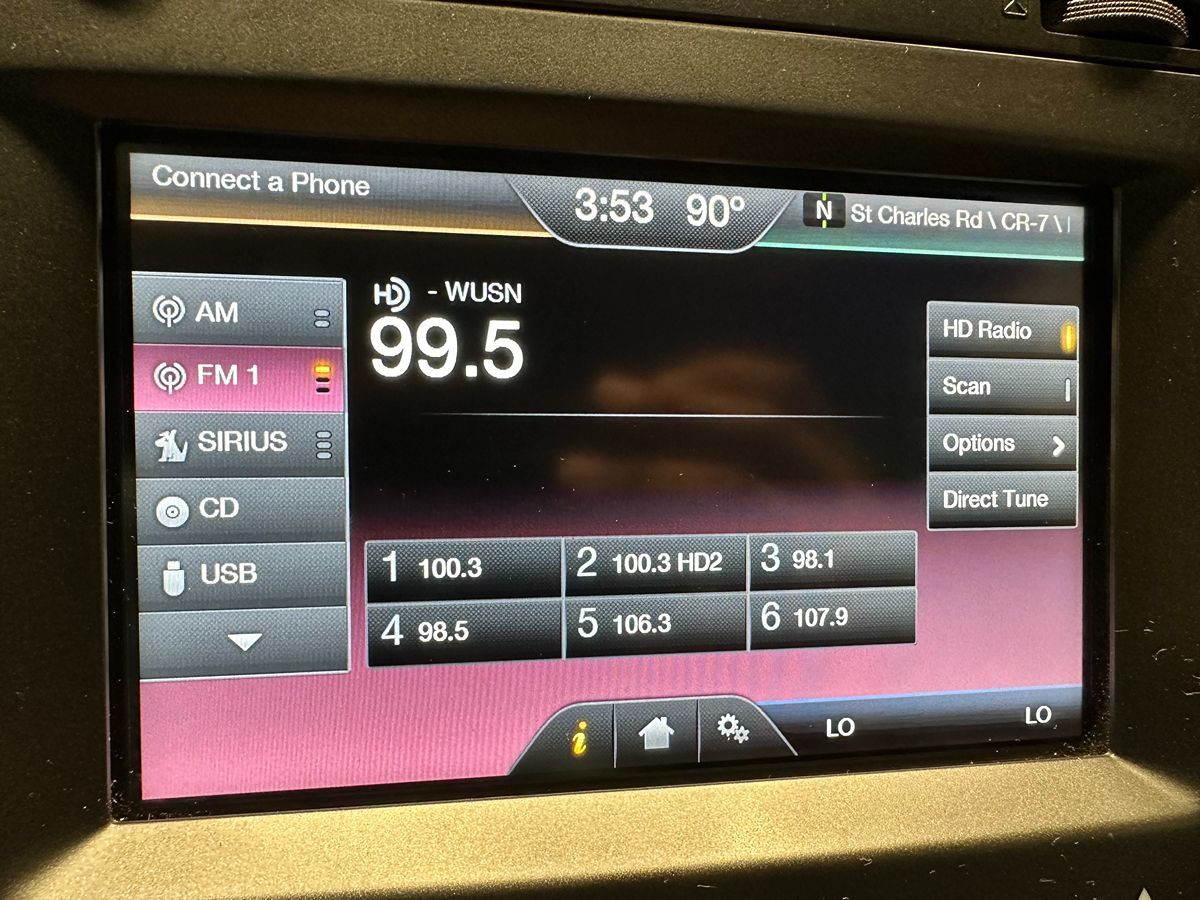 Connect a Phone
3:53 90°
N St Charles Rd \ CR-7 \
AM
FM 1
SIRIUS
CD
USB
HD - WUSN
99.5
HD Radio
Scan
Options
Direct Tune
1 100.3
2 100.3 HD2
3 98.1
4 98.5
5 106.3
6 107.9
i
LO
LO